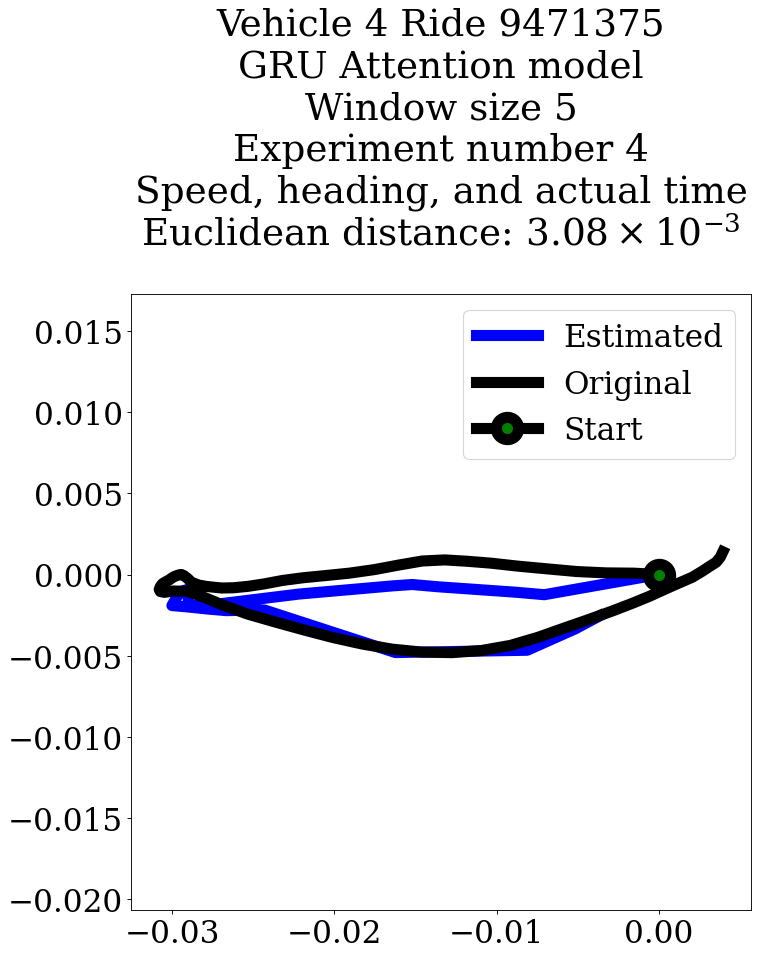 Vehicle 4 Ride 9471375
GRU Attention model
Window size 5
Experiment number 4
Speed, heading, and actual time
Euclidean distance: 3.08 × 10⁻³
Estimated
Original
Start
0.015
0.010
0.005
0.000
−0.005
−0.010
−0.015
−0.020
−0.03
−0.02
−0.01
0.00